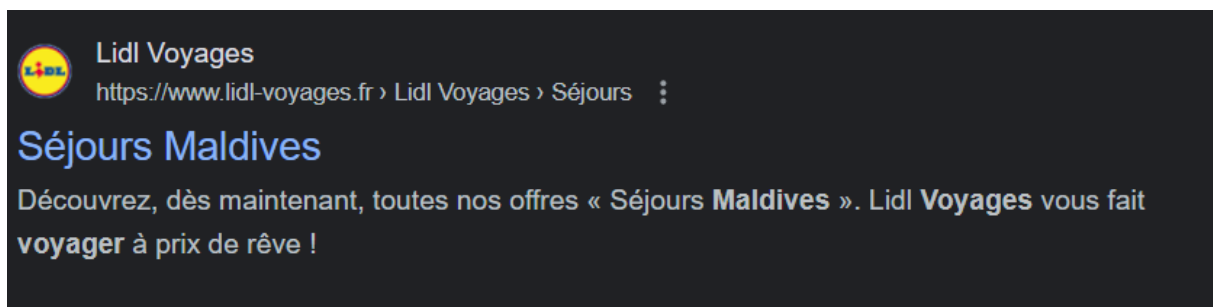 Lidl Voyages
LIDL
https://www.lidl-voyages.fr › Lidl Voyages › Séjours
Séjours Maldives
Découvrez, dès maintenant, toutes nos offres « Séjours Maldives ». Lidl Voyages vous fait
voyager à prix de rêve !